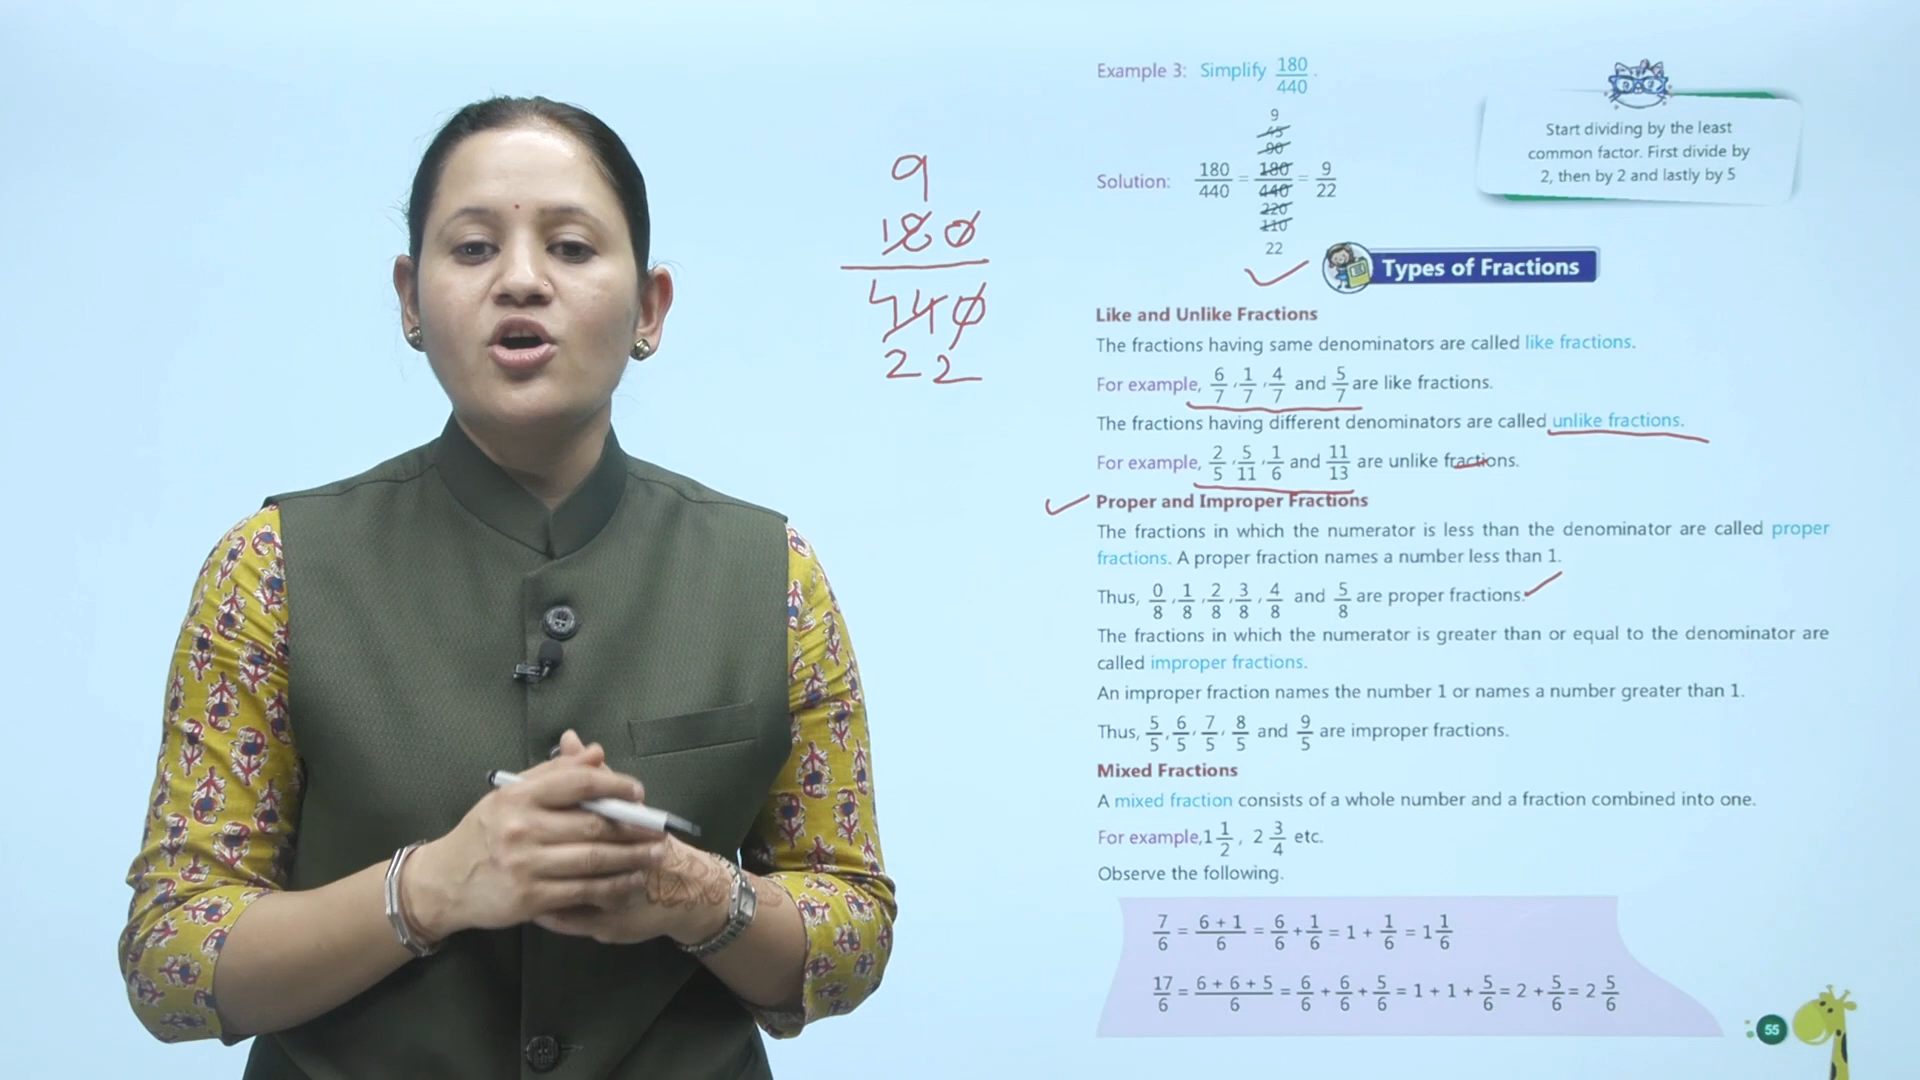 Example 3: Simplify 180/440.
9
45
90
Solution: 180/440 = 180/440 = 9/22
220
110
22
Start dividing by the least
common factor. First divide by
2, then by 2 and lastly by 5
9
180
440
22
Types of Fractions
Like and Unlike Fractions
The fractions having same denominators are called like fractions.
For example, 6/7, 1/7, 4/7 and 5/7 are like fractions.
The fractions having different denominators are called unlike fractions.
For example, 2/5, 5/11, 1/6 and 11/13 are unlike fractions.
Proper and Improper Fractions
The fractions in which the numerator is less than the denominator are called proper
fractions. A proper fraction names a number less than 1.
Thus, 0/8, 1/8, 2/8, 3/8, 4/8 and 5/8 are proper fractions.
The fractions in which the numerator is greater than or equal to the denominator are
called improper fractions.
An improper fraction names the number 1 or names a number greater than 1.
Thus, 5/5, 6/5, 7/5, 8/5 and 9/5 are improper fractions.
Mixed Fractions
A mixed fraction consists of a whole number and a fraction combined into one.
For example, 1 1/2, 2 3/4 etc.
Observe the following.
7/6 = 6 + 1/6 = 6/6 + 1/6 = 1 + 1/6 = 1 1/6
17/6 = 6 + 6 + 5/6 = 6/6 + 6/6 + 5/6 = 1 + 1 + 5/6 = 2 + 5/6 = 2 5/6
55